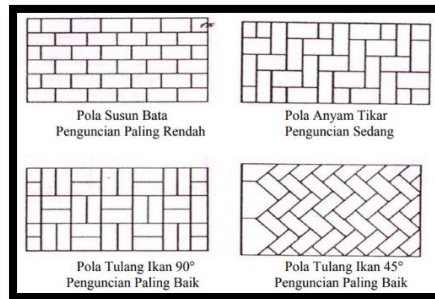 Pola Susun Bata
Penguncian Paling Rendah
Pola Anyam Tikar
Penguncian Sedang
Pola Tulang Ikan 90°
Penguncian Paling Baik
Pola Tulang Ikan 45°
Penguncian Paling Baik